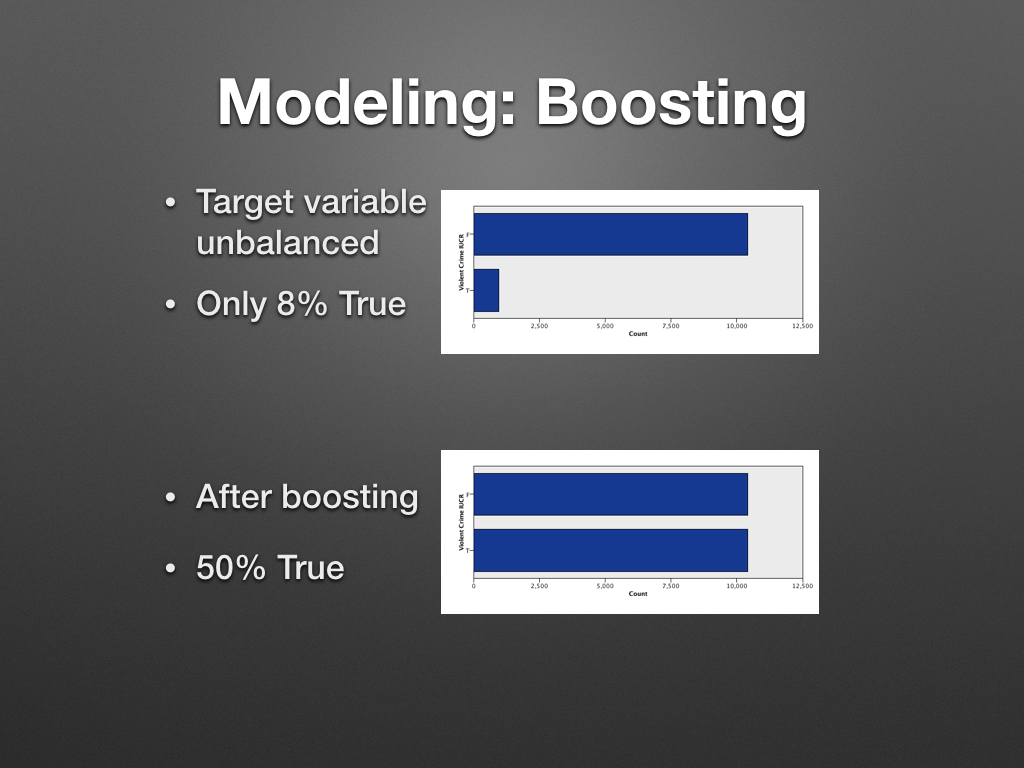 Modeling: Boosting
• Target variable
unbalanced
• Only 8% True
Violent Crime IUCR
F
T
0 2,500 5,000 7,500 10,000 12,500
Count
• After boosting
• 50% True
Violent Crime IUCR
F
T
0 2,500 5,000 7,500 10,000 12,500
Count